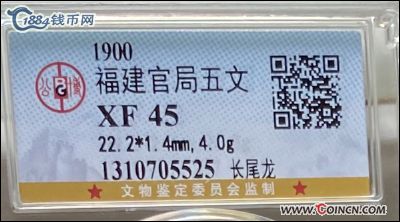 1884钱币网
1900
公 博
福建官局五文
XF 45
22.2*1.4mm,4.0g
1310705525 长尾龙
★ 文物鉴定委员会监制 ★
www.COINCN.COM